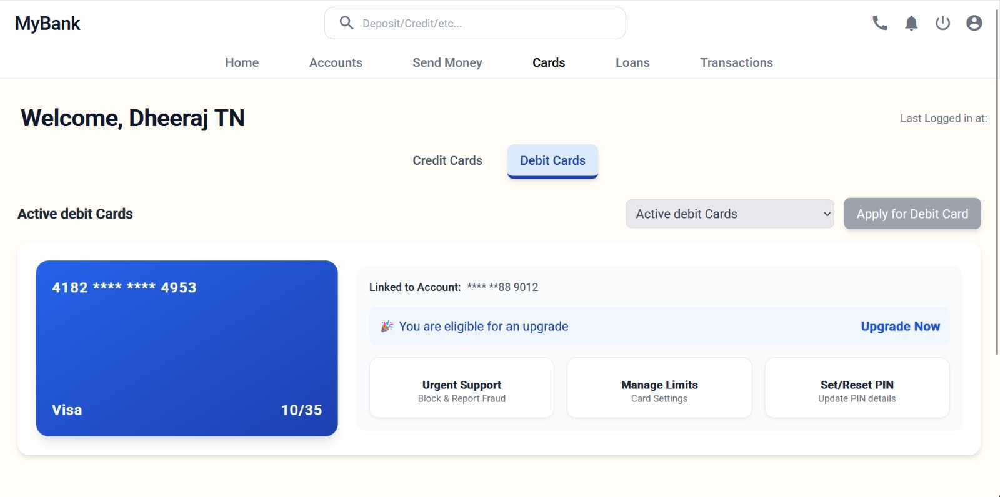 MyBank
Deposit/Credit/etc...
Home Accounts Send Money Cards Loans Transactions
Welcome, Dheeraj TN
Last Logged in at:
Credit Cards Debit Cards
Active debit Cards
Active debit Cards
Apply for Debit Card
4182 **** **** 4953
Visa 10/35
Linked to Account: **** **88 9012
🎉 You are eligible for an upgrade
Upgrade Now
Urgent Support
Block & Report Fraud
Manage Limits
Card Settings
Set/Reset PIN
Update PIN details